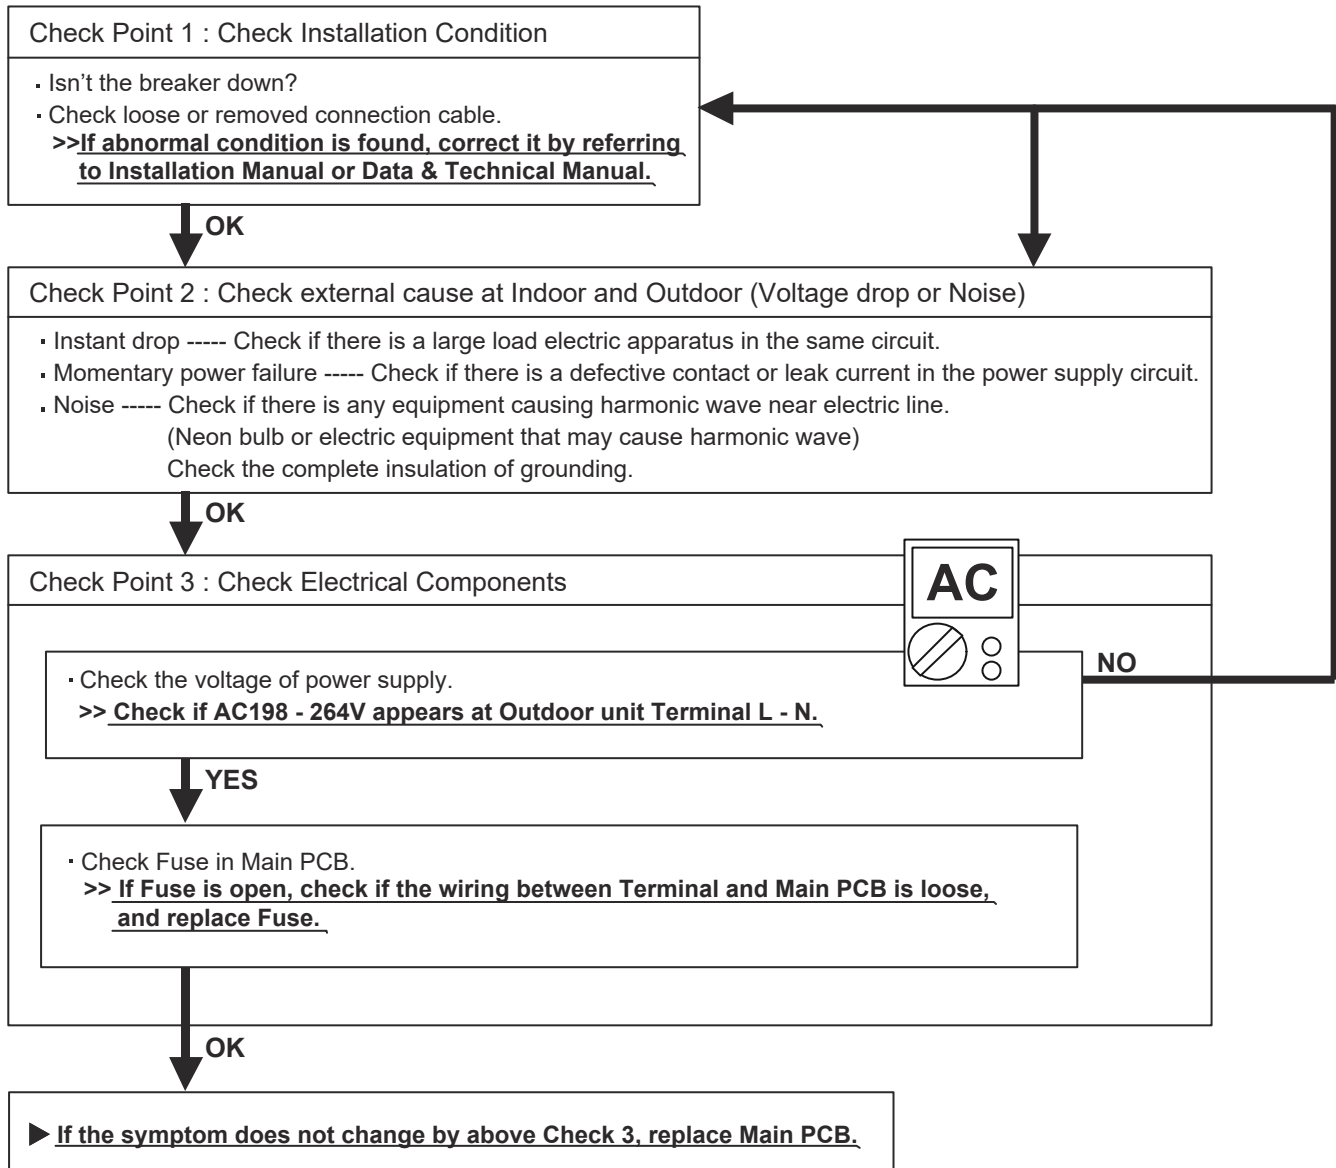 Check Point 1 : Check Installation Condition
· Isn't the breaker down?
· Check loose or removed connection cable.
>>If abnormal condition is found, correct it by referring
to Installation Manual or Data & Technical Manual.
OK
Check Point 2 : Check external cause at Indoor and Outdoor (Voltage drop or Noise)
· Instant drop ----- Check if there is a large load electric apparatus in the same circuit.
· Momentary power failure ----- Check if there is a defective contact or leak current in the power supply circuit.
· Noise ----- Check if there is any equipment causing harmonic wave near electric line.
(Neon bulb or electric equipment that may cause harmonic wave)
Check the complete insulation of grounding.
OK
Check Point 3 : Check Electrical Components
AC
NO
· Check the voltage of power supply.
>> Check if AC198 - 264V appears at Outdoor unit Terminal L - N.
YES
· Check Fuse in Main PCB.
>> If Fuse is open, check if the wiring between Terminal and Main PCB is loose,
and replace Fuse.
OK
▶ If the symptom does not change by above Check 3, replace Main PCB.